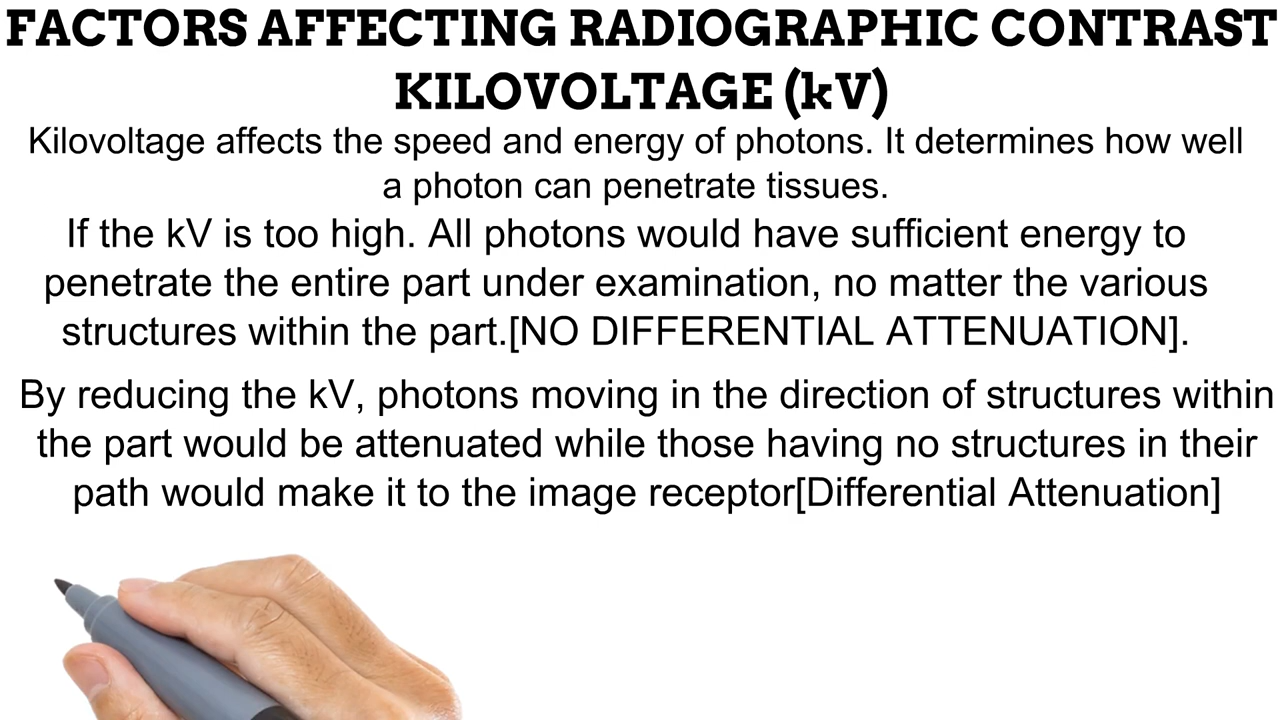 FACTORS AFFECTING RADIOGRAPHIC CONTRAST
KILOVOLTAGE (kV)
Kilovoltage affects the speed and energy of photons. It determines how well
a photon can penetrate tissues.
If the kV is too high. All photons would have sufficient energy to
penetrate the entire part under examination, no matter the various
structures within the part.[NO DIFFERENTIAL ATTENUATION].
By reducing the kV, photons moving in the direction of structures within
the part would be attenuated while those having no structures in their
path would make it to the image receptor[Differential Attenuation]